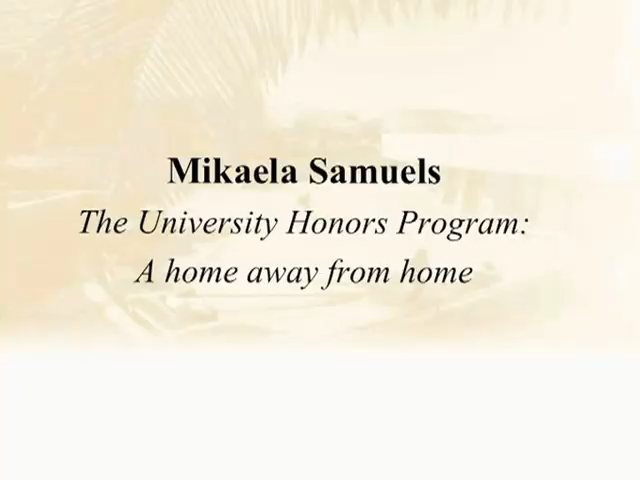 Mikaela Samuels
The University Honors Program:
A home away from home